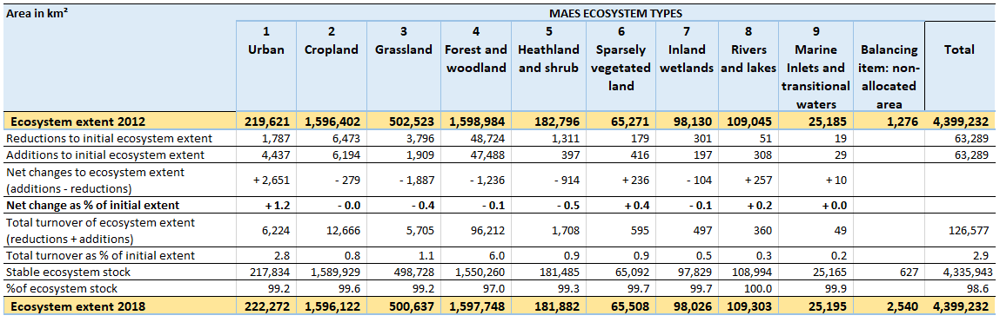 Area in km² MAES ECOSYSTEM TYPES
1 2 3 4 5 6 7 8 9 Balancing item: non-allocated area Total
Urban Cropland Grassland Forest and woodland Heathland and shrub Sparsely vegetated land Inland wetlands Rivers and lakes Marine Inlets and transitional waters
Ecosystem extent 2012 219,621 1,596,402 502,523 1,598,984 182,796 65,271 98,130 109,045 25,185 1,276 4,399,232
Reductions to initial ecosystem extent 1,787 6,473 3,796 48,724 1,311 179 301 51 19 63,289
Additions to initial ecosystem extent 4,437 6,194 1,909 47,488 397 416 197 308 29 63,289
Net changes to ecosystem extent
(additions - reductions) + 2,651 - 279 - 1,887 - 1,236 - 914 + 236 - 104 + 257 + 10
Net change as % of initial extent + 1.2 - 0.0 - 0.4 - 0.1 - 0.5 + 0.4 - 0.1 + 0.2 + 0.0
Total turnover of ecosystem extent
(reductions + additions) 6,224 12,666 5,705 96,212 1,708 595 497 360 49 126,577
Total turnover as % of initial extent 2.8 0.8 1.1 6.0 0.9 0.9 0.5 0.3 0.2 2.9
Stable ecosystem stock 217,834 1,589,929 498,728 1,550,260 181,485 65,092 97,829 108,994 25,165 627 4,335,943
%of ecosystem stock 99.2 99.6 99.2 97.0 99.3 99.7 99.7 100.0 99.9 98.6
Ecosystem extent 2018 222,272 1,596,122 500,637 1,597,748 181,882 65,508 98,026 109,303 25,195 2,540 4,399,232